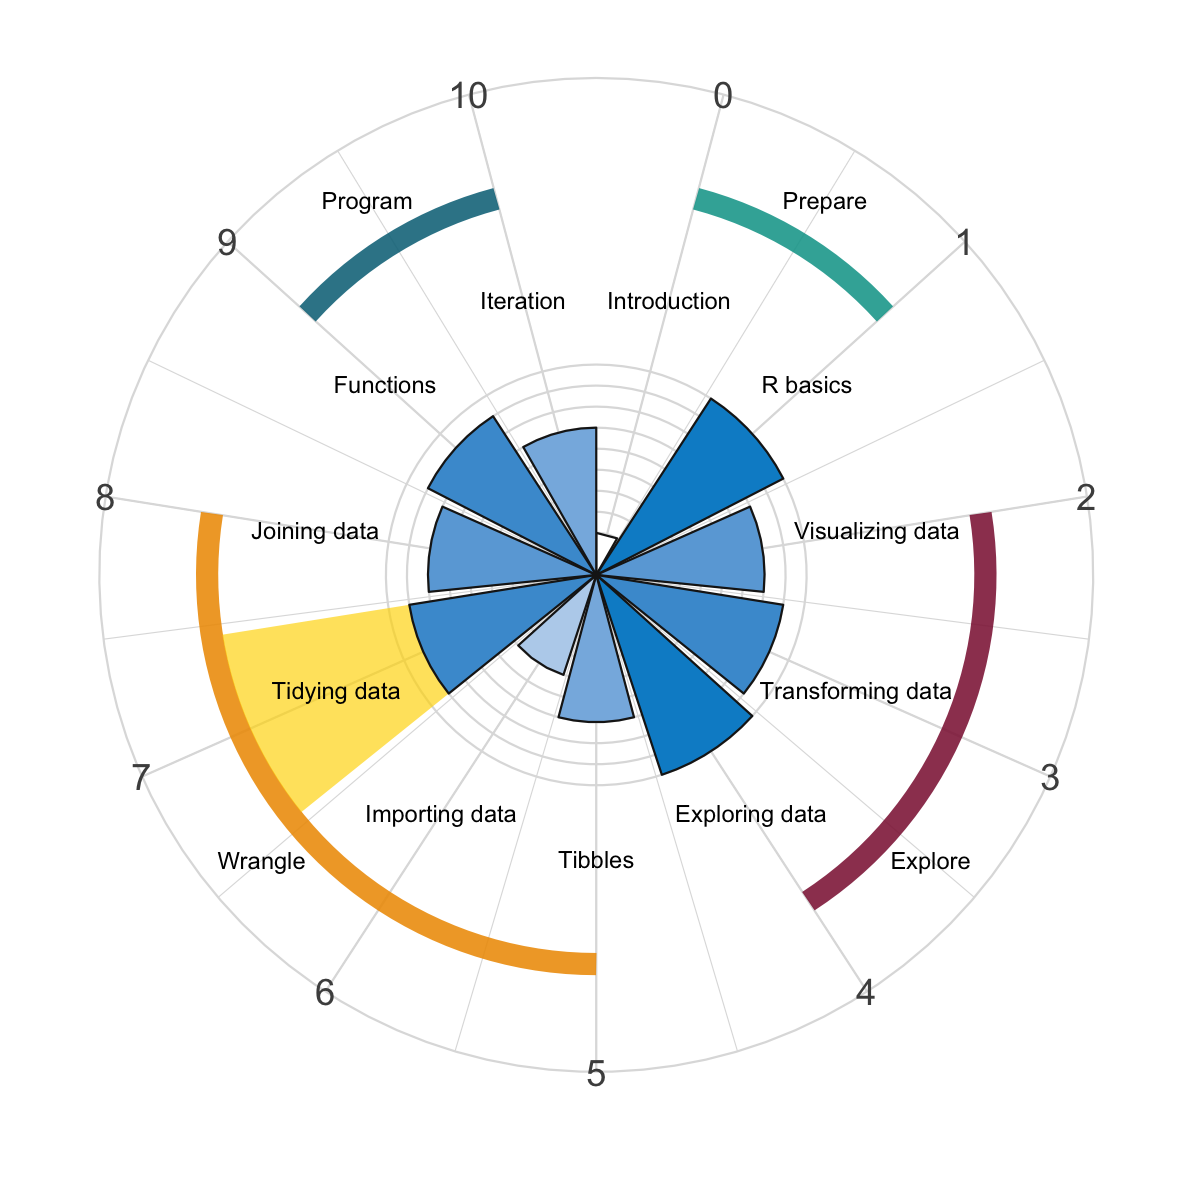 10
0
Program
Prepare
9
1
Iteration
Introduction
Functions
R basics
8
2
Joining data
Visualizing data
Tidying data
Transforming data
7
3
Importing data
Exploring data
Wrangle
Tibbles
Explore
6
4
5